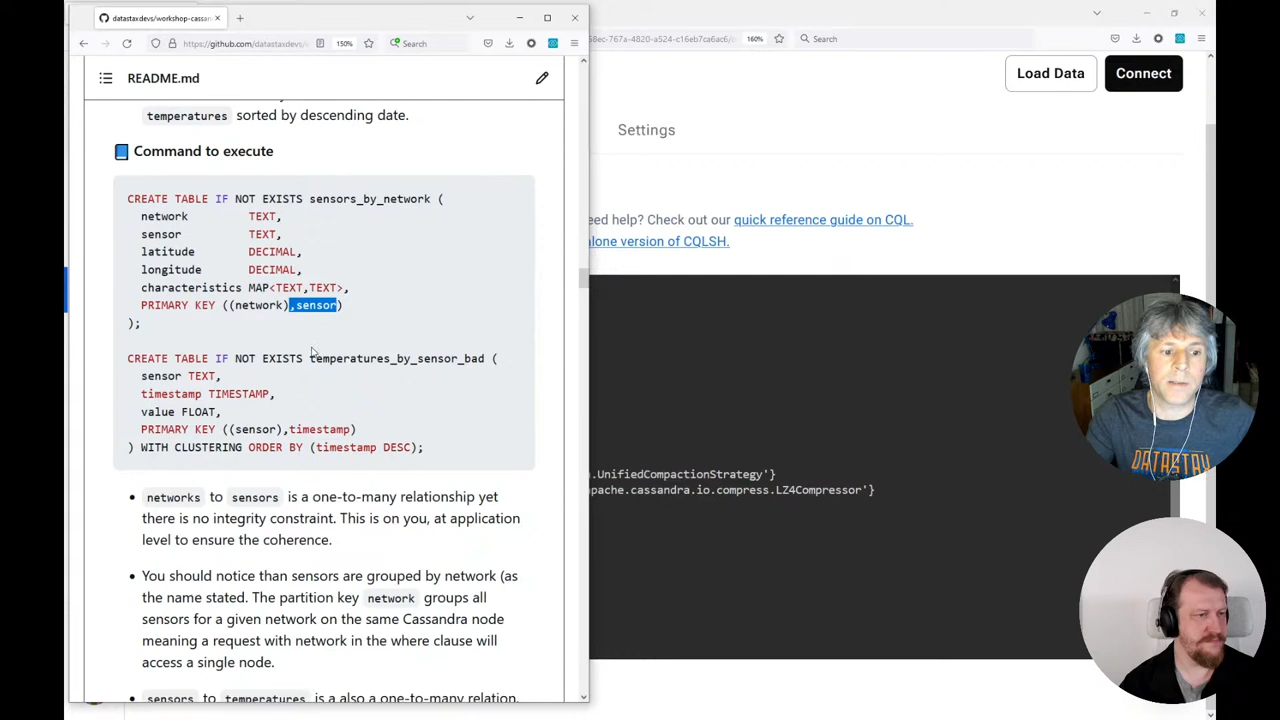 datastaxdevs/workshop-cassan
https://github.com/datastaxdevs/
150%
Search
68ec-767a-4820-a524-c16eb7ca6ac6/
160%
Search
README.md
Load Data
Connect
temperatures sorted by descending date.
Settings
Command to execute
CREATE TABLE IF NOT EXISTS sensors_by_network (
network TEXT,
sensor TEXT,
latitude DECIMAL,
longitude DECIMAL,
characteristics MAP<TEXT,TEXT>,
PRIMARY KEY ((network),sensor)
);
CREATE TABLE IF NOT EXISTS temperatures_by_sensor_bad (
sensor TEXT,
timestamp TIMESTAMP,
value FLOAT,
PRIMARY KEY ((sensor),timestamp)
) WITH CLUSTERING ORDER BY (timestamp DESC);
networks to sensors is a one-to-many relationship yet
there is no integrity constraint. This is on you, at application
level to ensure the coherence.
You should notice than sensors are grouped by network (as
the name stated. The partition key network groups all
sensors for a given network on the same Cassandra node
meaning a request with network in the where clause will
access a single node.
sensors to temperatures is a also a one-to-many relation.
eed help? Check out our quick reference guide on CQL.
lone version of CQLSH.
.UnifiedCompactionStrategy'}
pache.cassandra.io.compress.LZ4Compressor'}
DATASTAX